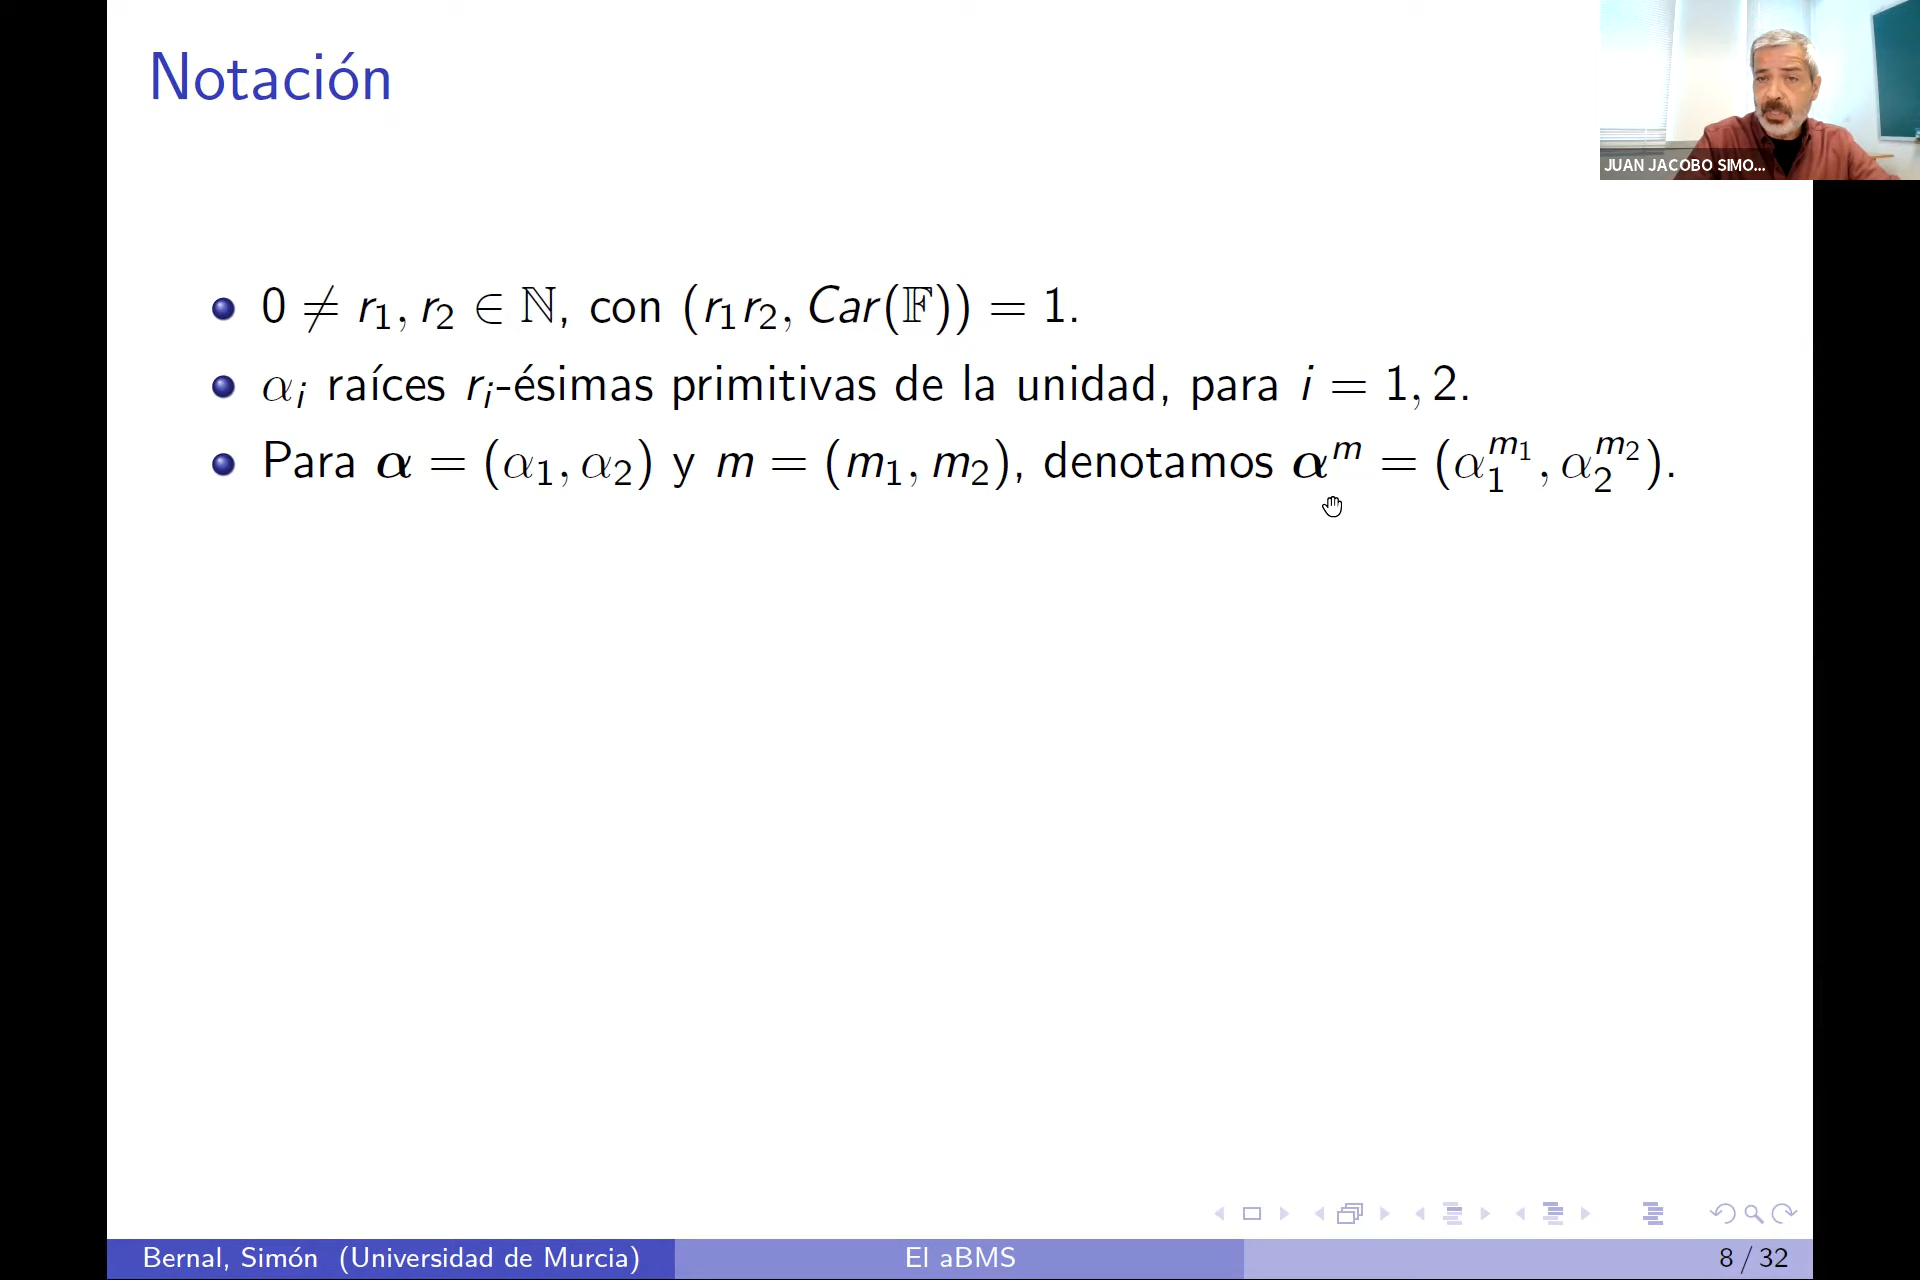 Notación
JUAN JACOBO SIMO...
0 ≠ r₁, r₂ ∈ ℕ, con (r₁r₂, Car(𝔽)) = 1.
αᵢ raíces rᵢ-ésimas primitivas de la unidad, para i = 1, 2.
Para 𝜶 = (α₁, α₂) y m = (m₁, m₂), denotamos 𝜶ᵐ = (α₁^{m₁}, α₂^{m₂}).
Bernal, Simón (Universidad de Murcia)
El aBMS
8 / 32